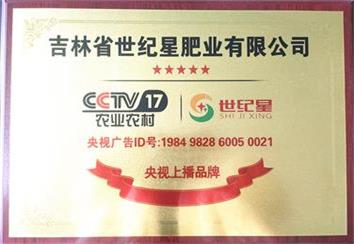 吉林省世纪星肥业有限公司
★★★★★
CCTV 17 世纪星
农业农村 SHI JI XING
央视广告ID号:1984 9828 6005 0021
央视上播品牌